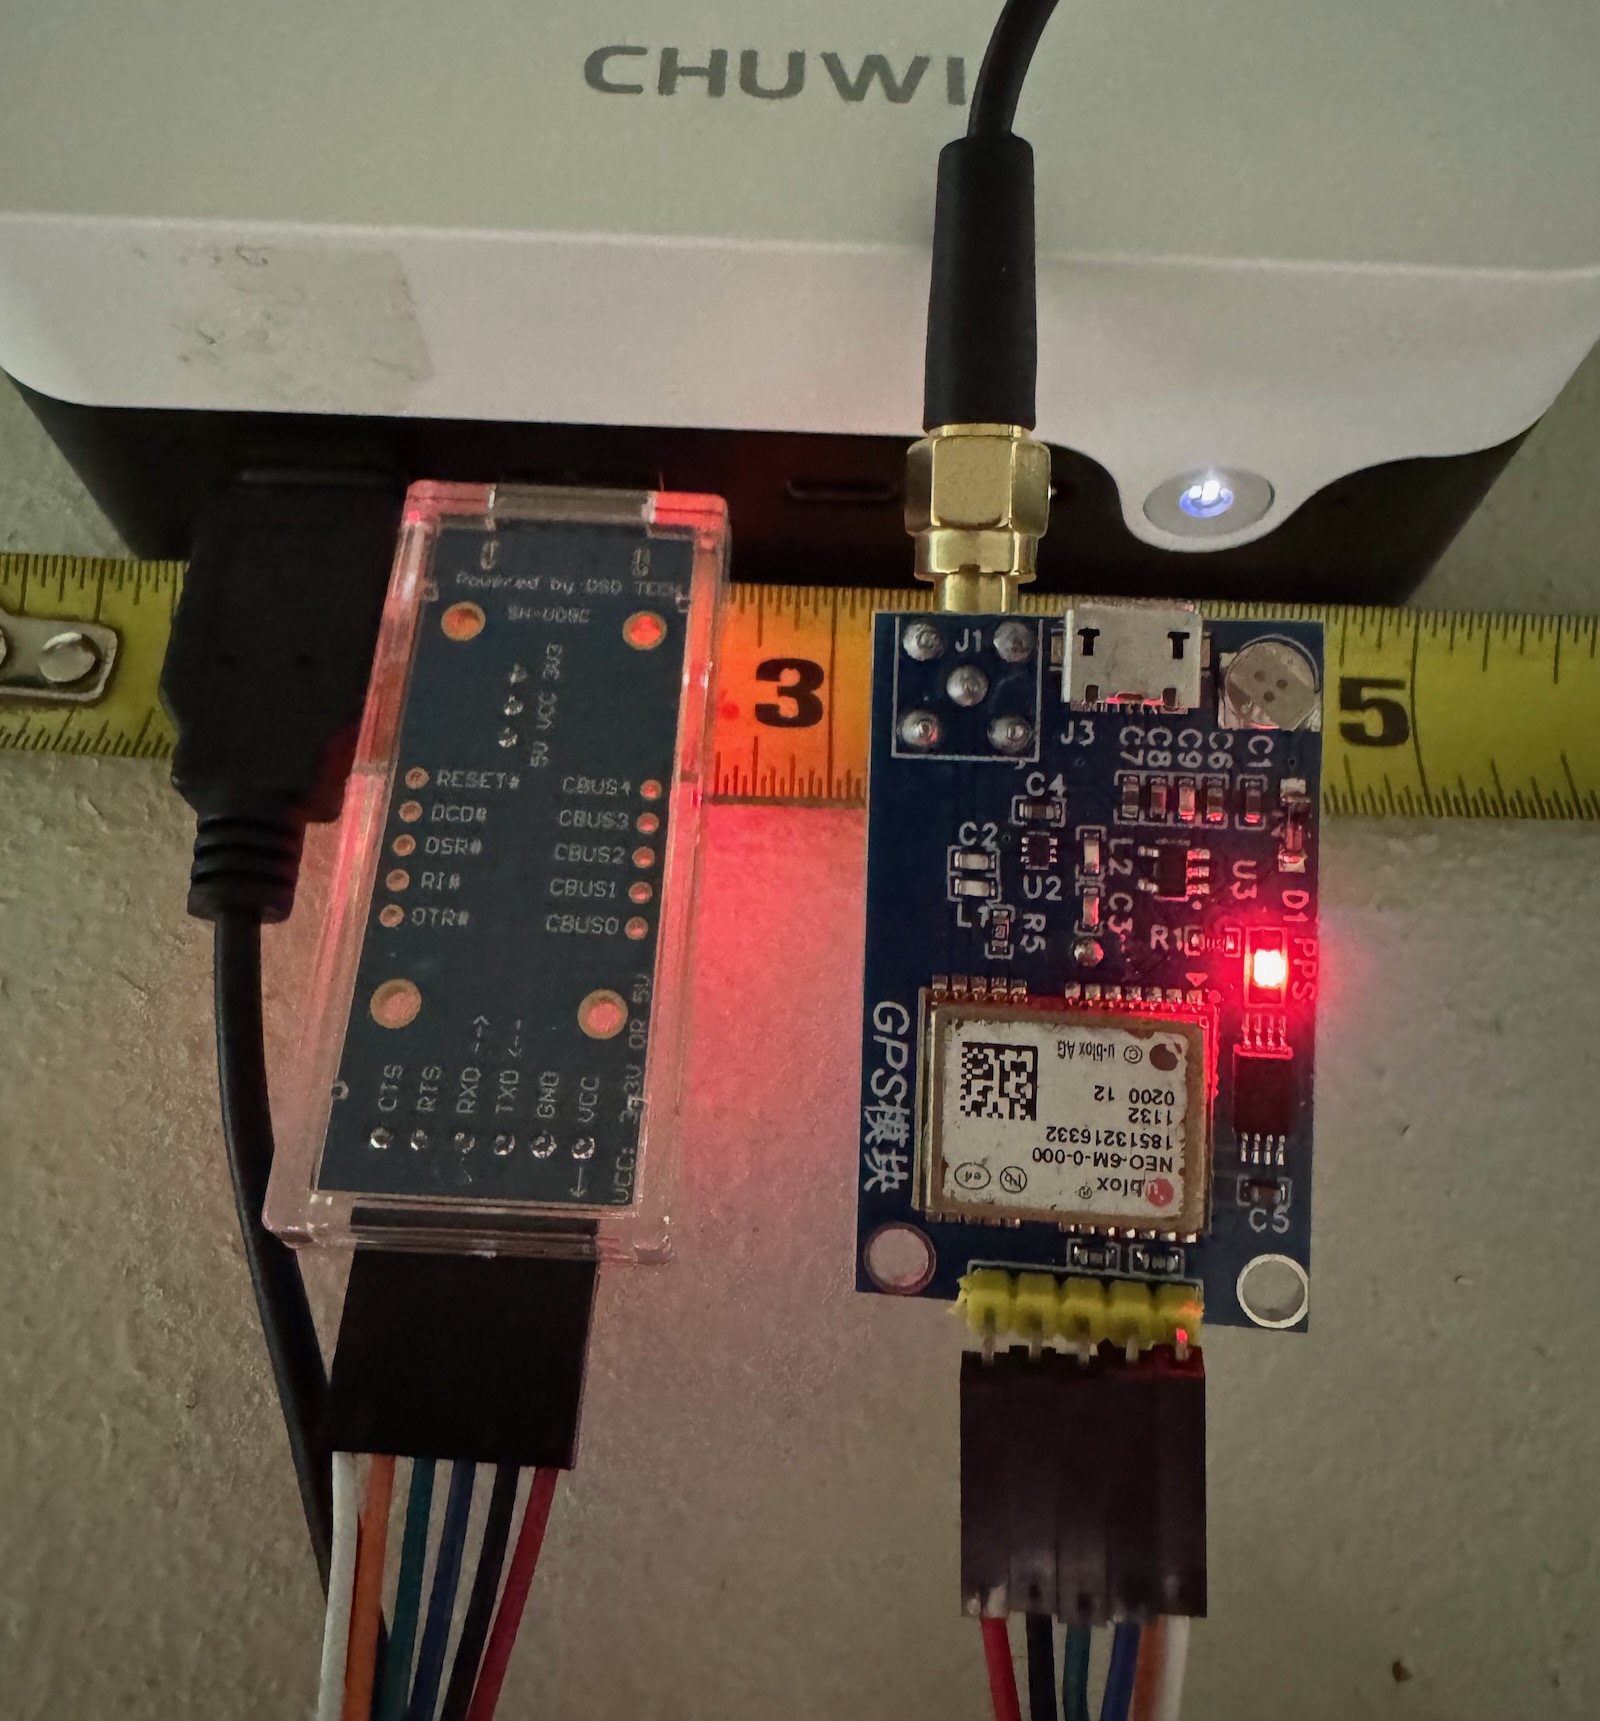 CHUWI
Powered by DSD TECH
SH-U09C
5V VCC 3V3
RESET#
DCD#
DSR#
RI#
DTR#
CBUS4
CBUS3
CBUS2
CBUS1
CBUS0
CTS
RTS
RXD -->
TXD <--
GND
VCC
VCC: 3.3V OR 5V
3
5
J1
J3
C7
C8
C9
C6
C1
C4
C2
U2
L1
R5
L2
C3
U3
R1
D1
PPS
GPS模块
u-blox
NEO-6M-0-000
18513216332
1132
0200 12
© u-blox AG
C5